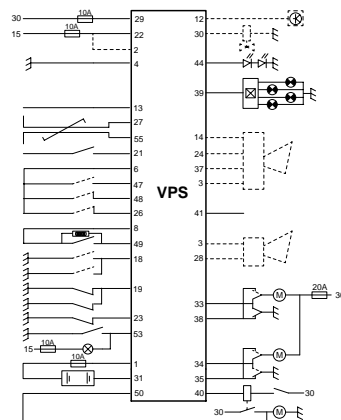 10A
30 29 12
15 10A 22 30
2
4 44
39
13
27
55 14
21 24
6 37
47 3
48 VPS
26 41
8
49 3
18 28
19
20A
M 30
33
23 38
53
15 10A
10A
1 34 M
31 35
50 40 30
30 M